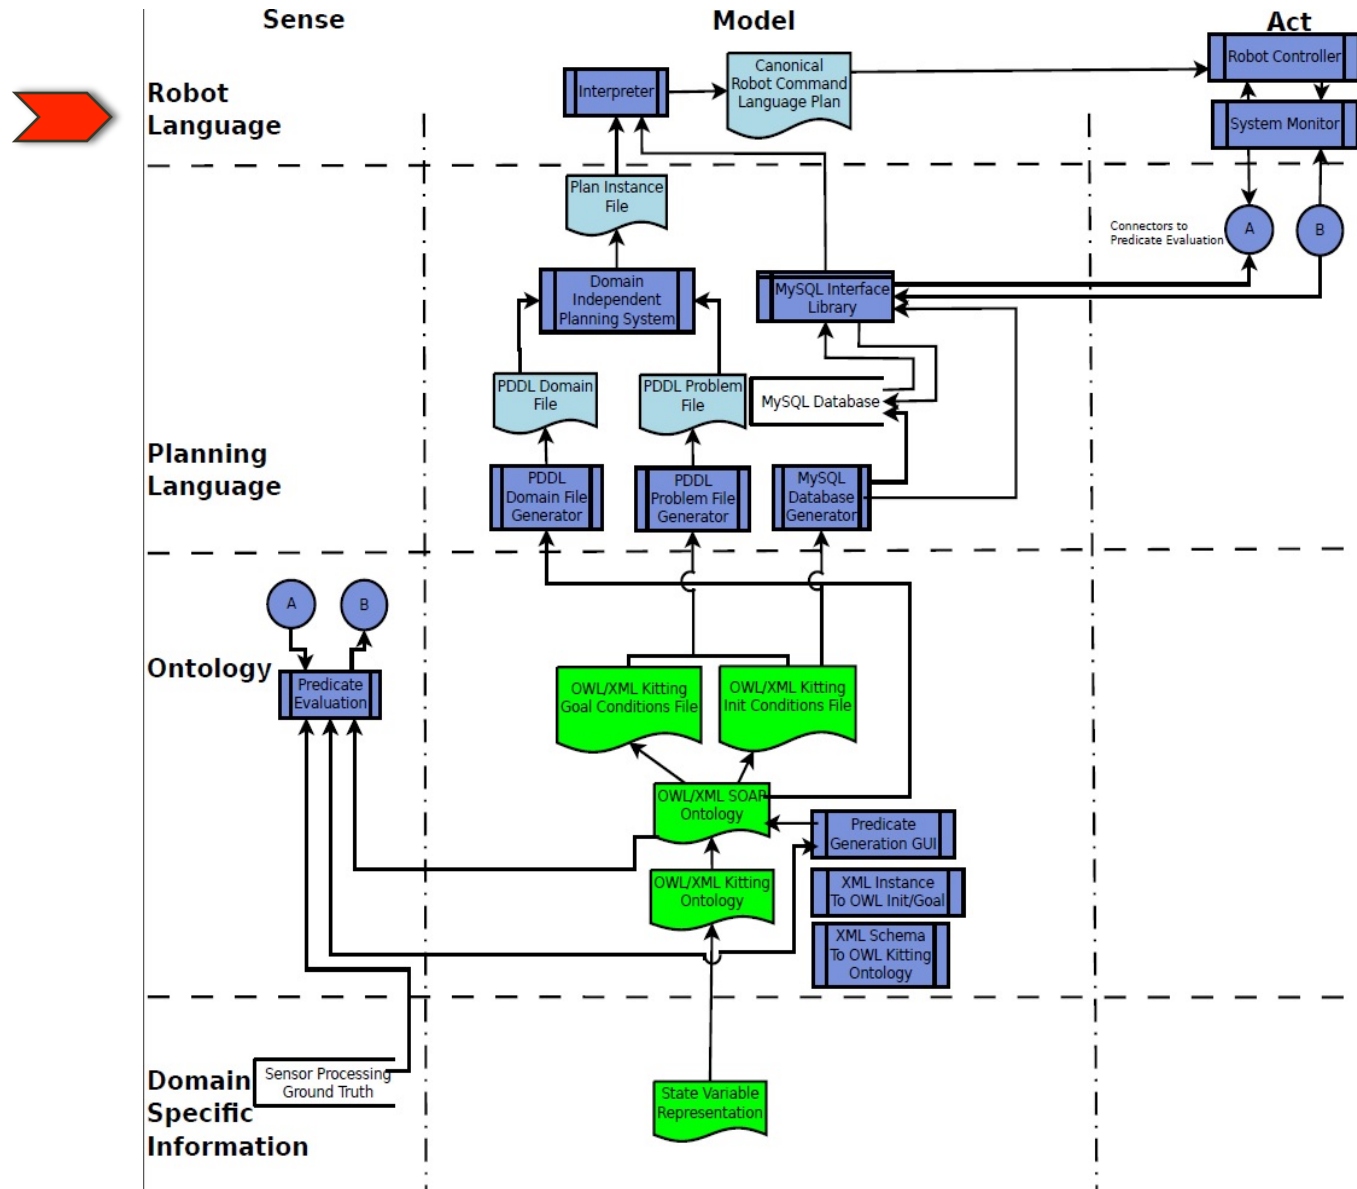 Sense
Model
Act
Robot
Language
Interpreter
Canonical
Robot Command
Language Plan
Robot Controller
System Monitor
Plan Instance
File
Connectors to
Predicate Evaluation
A
B
Domain
Independent
Planning System
MySQL Interface
Library
PDDL Domain
File
PDDL Problem
File
MySQL Database
Planning
Language
PDDL
Domain File
Generator
PDDL
Problem File
Generator
MySQL
Database
Generator
A
B
Ontology
Predicate
Evaluation
OWL/XML Kitting
Goal Conditions File
OWL/XML Kitting
Init Conditions File
OWL/XML SOAP
Ontology
Predicate
Generation GUI
OWL/XML Kitting
Ontology
XML Instance
To OWL Init/Goal
XML Schema
To OWL Kitting
Ontology
Domain
Specific
Information
Sensor Processing
Ground Truth
State Variable
Representation